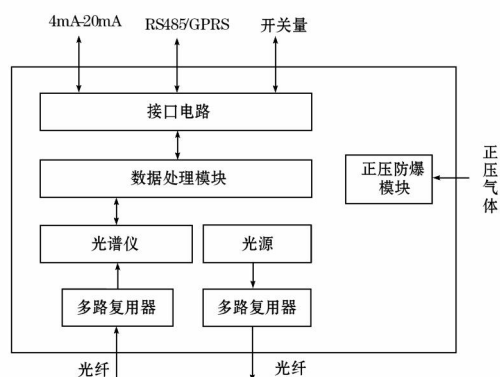 4mA-20mA
RS485/GPRS
开关量
接口电路
数据处理模块
正压防爆
模块
正压气体
光谱仪
光源
多路复用器
多路复用器
光纤
光纤